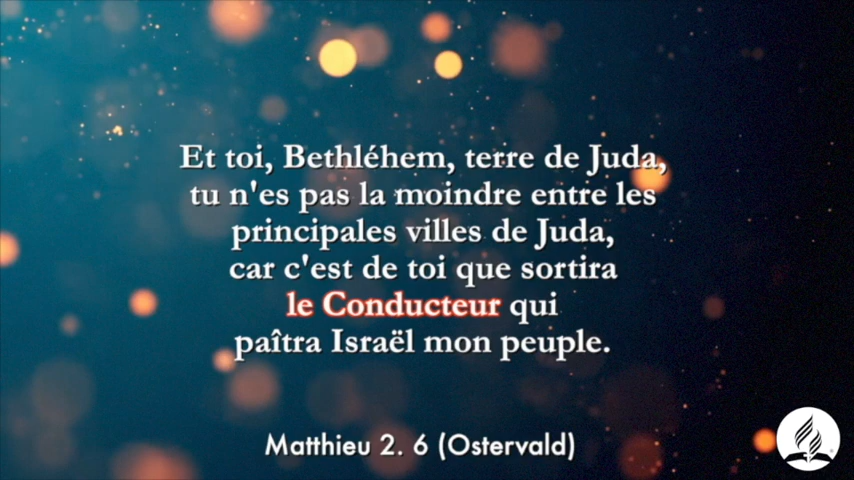 Et toi, Bethléhem, terre de Juda,
tu n'es pas la moindre entre les
principales villes de Juda,
car c'est de toi que sortira
le Conducteur qui
paîtra Israël mon peuple.
Matthieu 2. 6 (Ostervald)